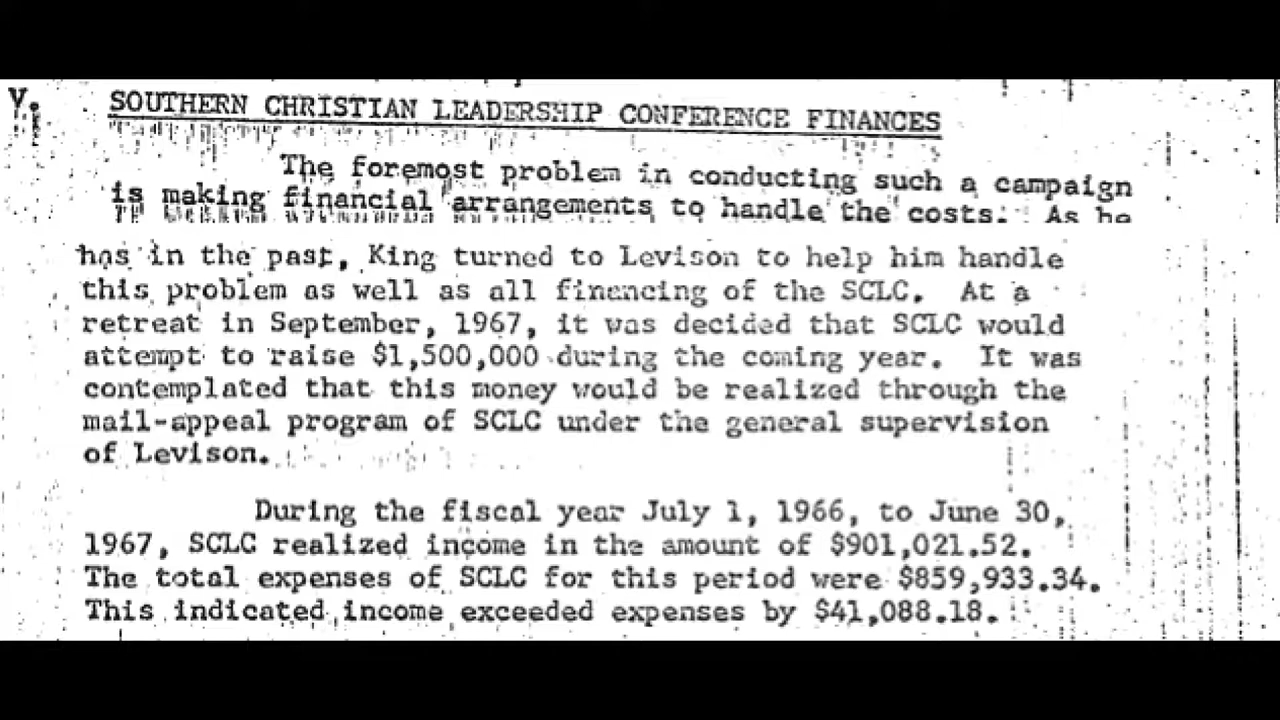 V. SOUTHERN CHRISTIAN LEADERSHIP CONFERENCE FINANCES
The foremost problem in conducting such a campaign
is making financial arrangements to handle the costs. As he
has in the past, King turned to Levison to help him handle
this problem as well as all financing of the SCLC. At a
retreat in September, 1967, it was decided that SCLC would
attempt to raise $1,500,000 during the coming year. It was
contemplated that this money would be realized through the
mail-appeal program of SCLC under the general supervision
of Levison.
During the fiscal year July 1, 1966, to June 30,
1967, SCLC realized income in the amount of $901,021.52.
The total expenses of SCLC for this period were $859,933.34.
This indicated income exceeded expenses by $41,088.18.